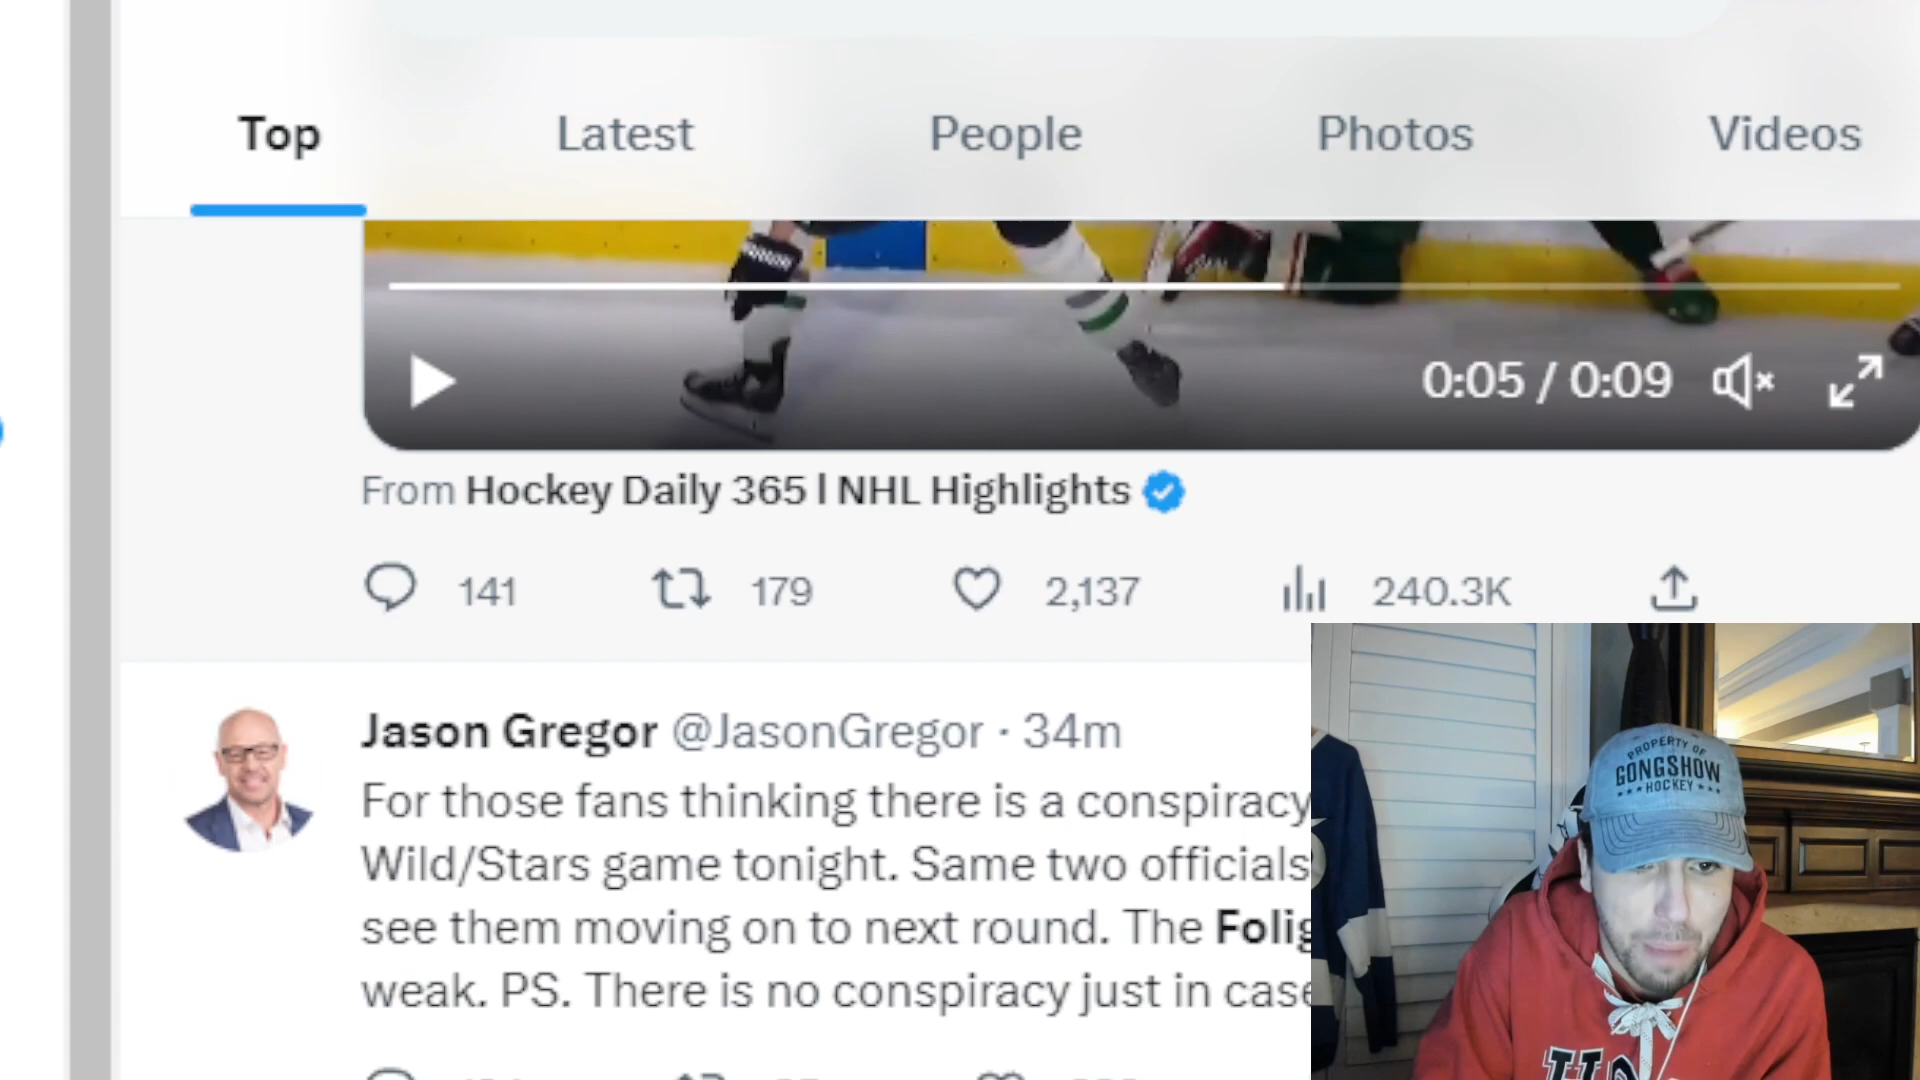 Top
Latest
People
Photos
Videos
0:05 / 0:09
From Hockey Daily 365 l NHL Highlights
141
179
2,137
240.3K
Jason Gregor @JasonGregor · 34m
For those fans thinking there is a conspiracy
Wild/Stars game tonight. Same two officials
see them moving on to next round. The
weak. PS. There is no conspiracy just in case
PROPERTY OF
GONGSHOW
HOCKEY